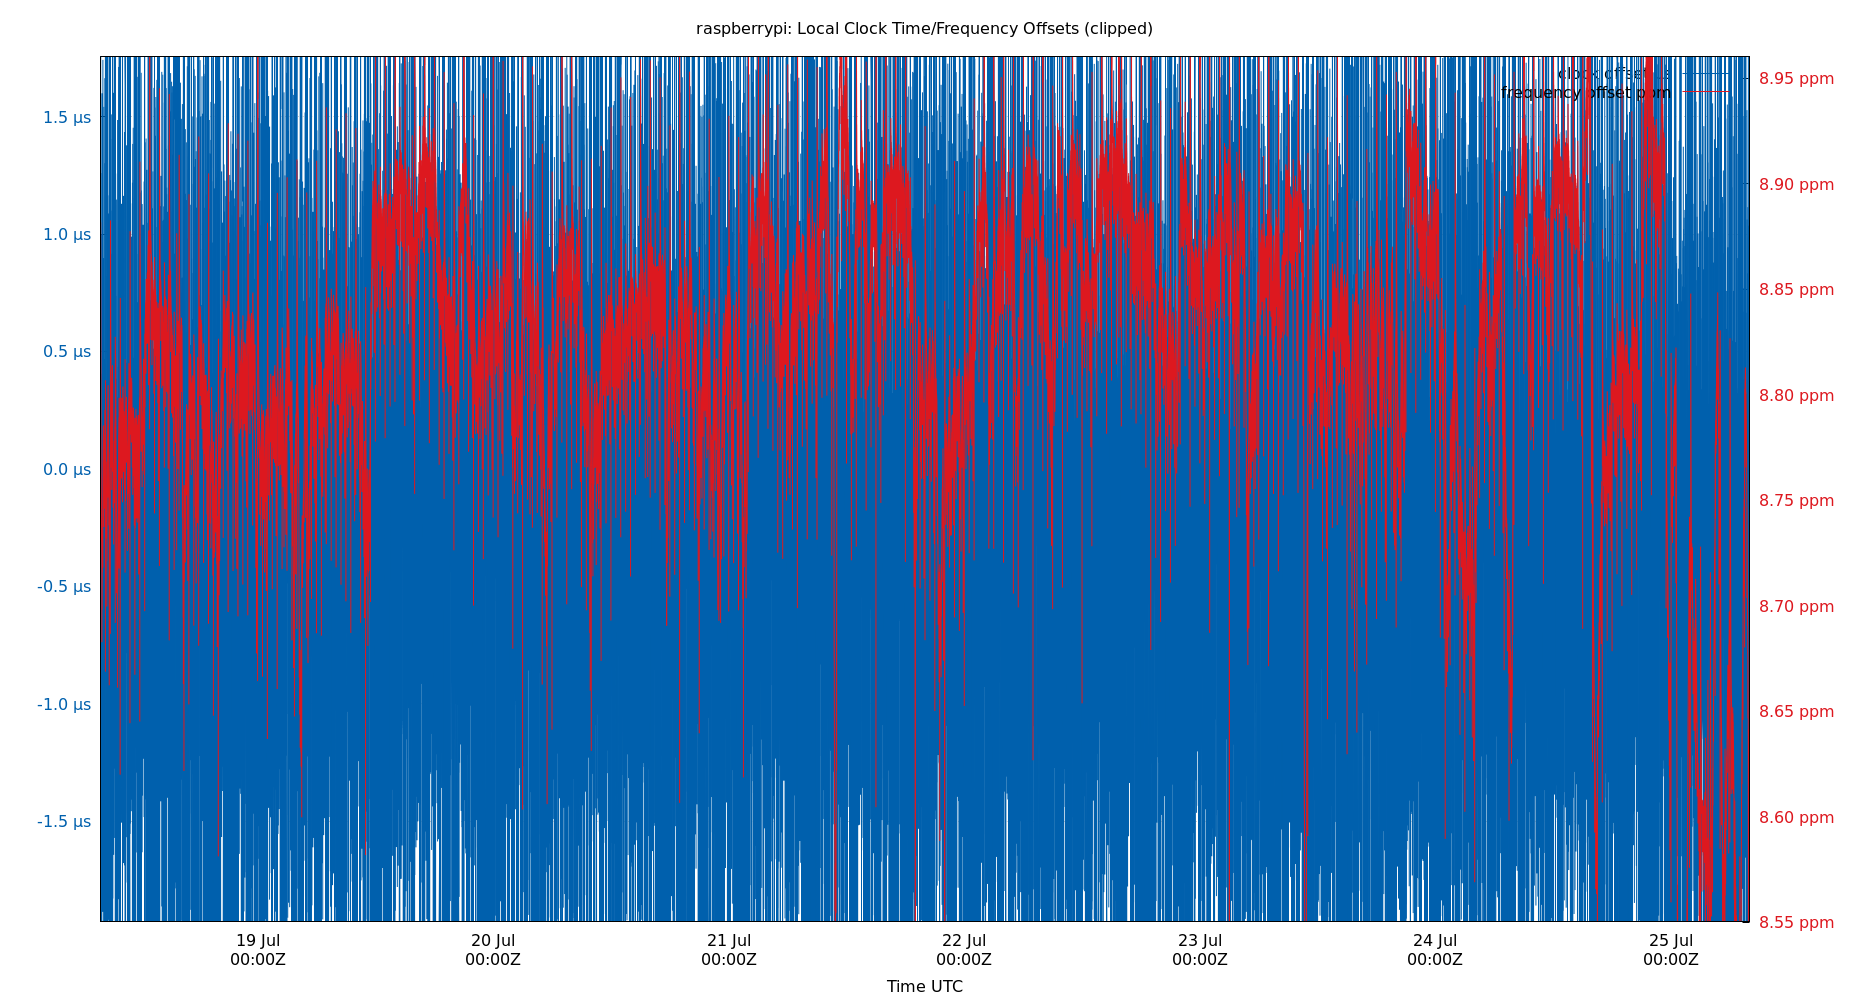 raspberrypi: Local Clock Time/Frequency Offsets (clipped)
clock offset µs
frequency offset ppm
1.5 µs
1.0 µs
0.5 µs
0.0 µs
-0.5 µs
-1.0 µs
-1.5 µs
8.95 ppm
8.90 ppm
8.85 ppm
8.80 ppm
8.75 ppm
8.70 ppm
8.65 ppm
8.60 ppm
8.55 ppm
19 Jul
00:00Z
20 Jul
00:00Z
21 Jul
00:00Z
22 Jul
00:00Z
23 Jul
00:00Z
24 Jul
00:00Z
25 Jul
00:00Z
Time UTC